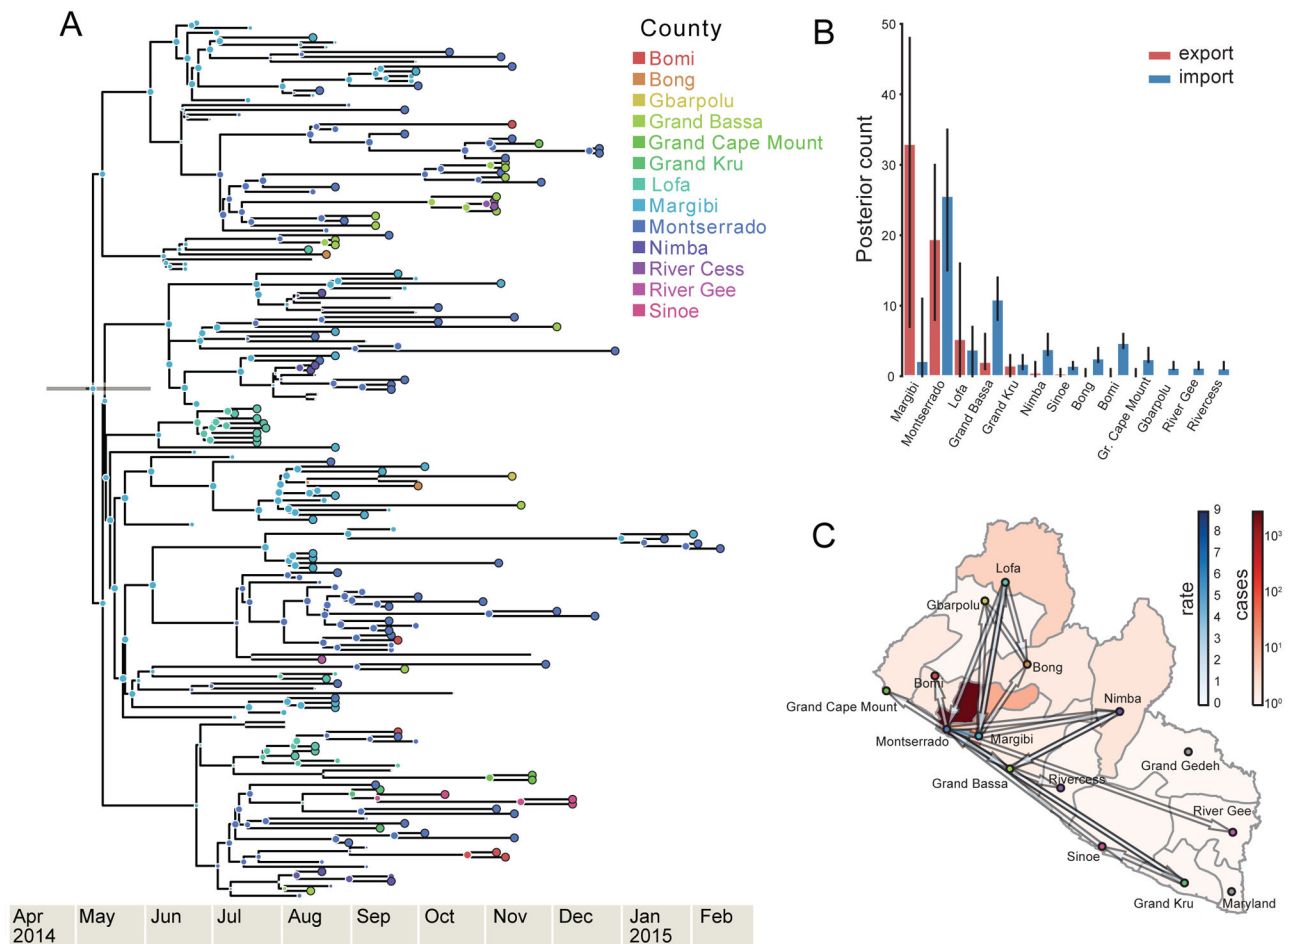 A
County
Bomi
Bong
Gbarpolu
Grand Bassa
Grand Cape Mount
Grand Kru
Lofa
Margibi
Montserrado
Nimba
River Cess
River Gee
Sinoe
Apr
2014
May
Jun
Jul
Aug
Sep
Oct
Nov
Dec
Jan
2015
Feb
B
export
import
Posterior count
50
40
30
20
10
0
Margibi
Montserrado
Lofa
Grand Bassa
Grand Kru
Nimba
Sinoe
Bong
Bomi
Gr. Cape Mount
Gbarpolu
River Gee
Rivercess
C
rate
9
8
7
6
5
4
3
2
1
0
cases
10³
10²
10¹
10⁰
Lofa
Gbarpolu
Bong
Bomi
Nimba
Grand Cape Mount
Montserrado
Margibi
Grand Gedeh
Grand Bassa
Rivercess
River Gee
Sinoe
Grand Kru
Maryland